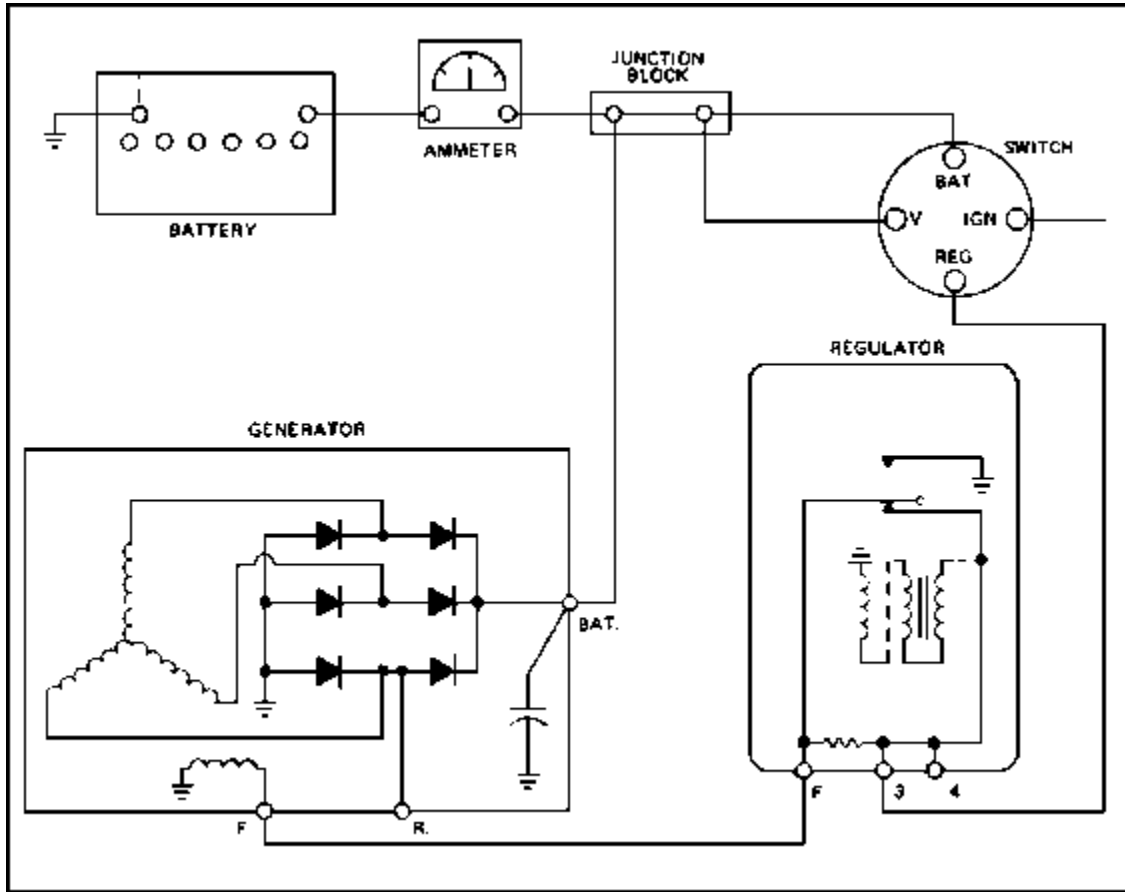 JUNCTION
BLOCK
AMMETER
SWITCH
BAT
V
IGN
REG
BATTERY
REGULATOR
GENERATOR
BAT.
F
R.
F
3
4